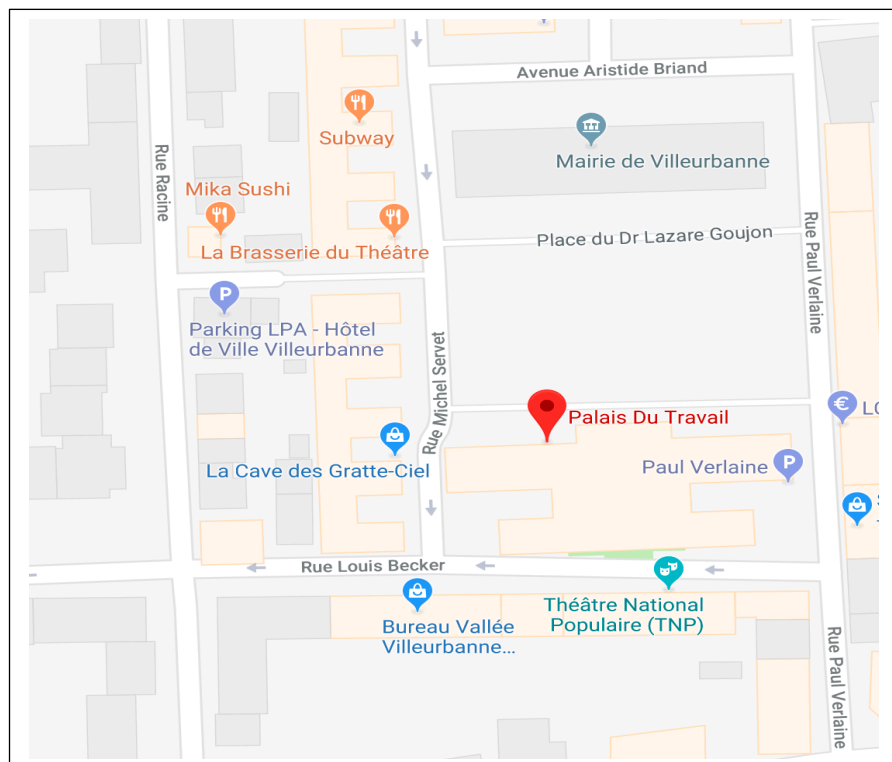 Avenue Aristide Briand
Subway
Mairie de Villeurbanne
Rue Racine
Mika Sushi
La Brasserie du Théâtre
Place du Dr Lazare Goujon
Rue Paul Verlaine
P
Parking LPA - Hôtel
de Ville Villeurbanne
Rue Michel Servet
€
LC
Palais Du Travail
La Cave des Gratte-Ciel
Paul Verlaine
P
S
Rue Louis Becker
Théâtre National
Populaire (TNP)
Bureau Vallée
Villeurbanne...
Rue Paul Verlaine